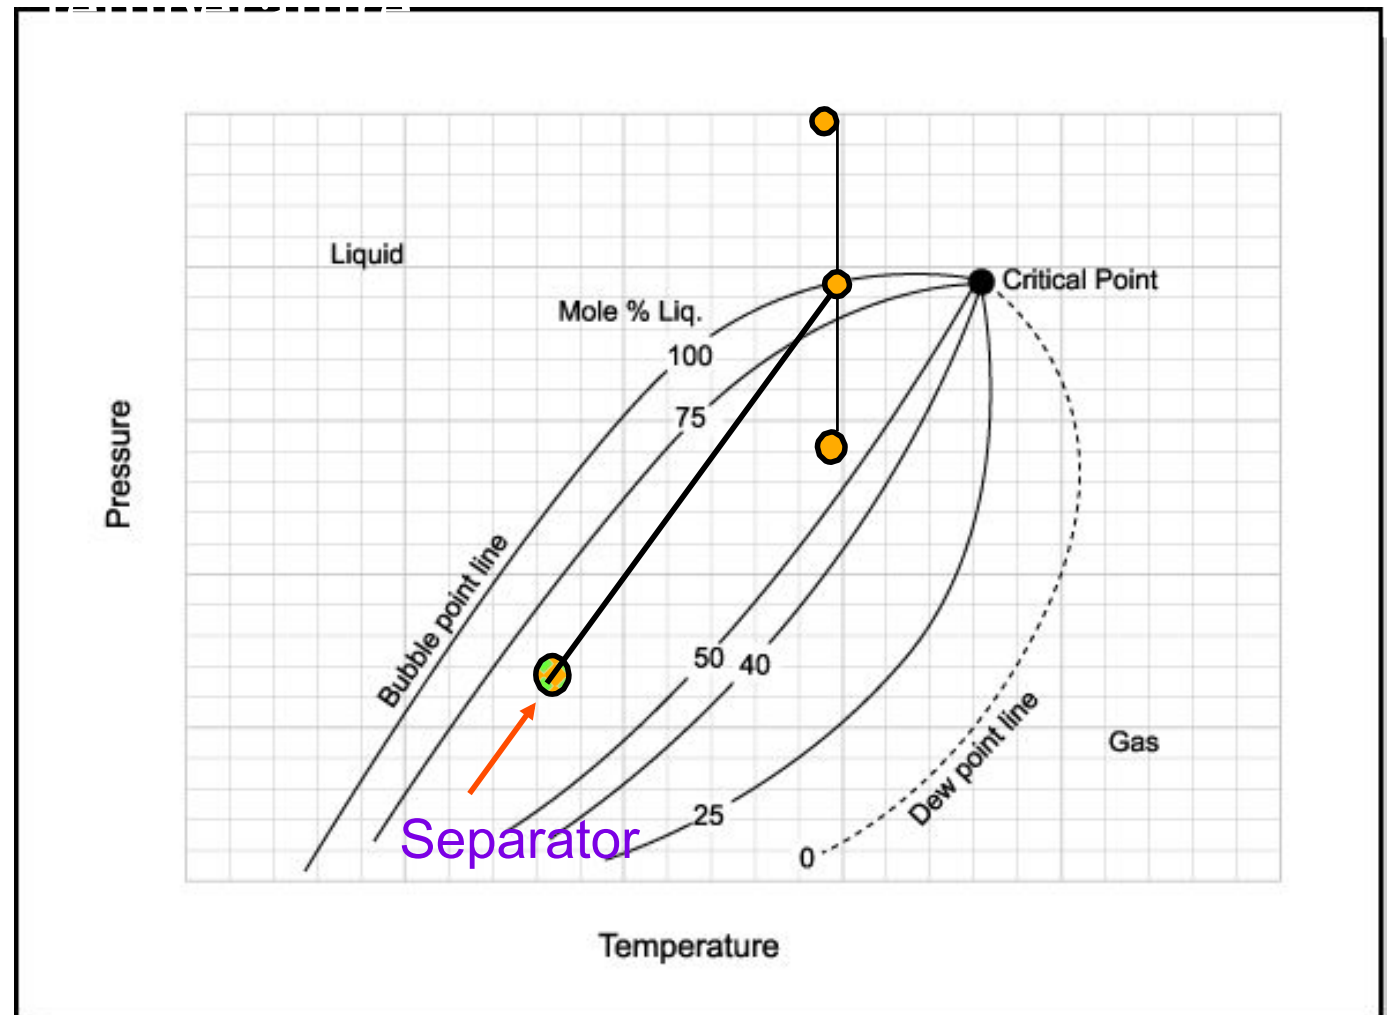 Liquid
Critical Point
Mole % Liq.
100
75
Pressure
Bubble point line
50
40
Dew point line
Gas
25
Separator
0
Temperature